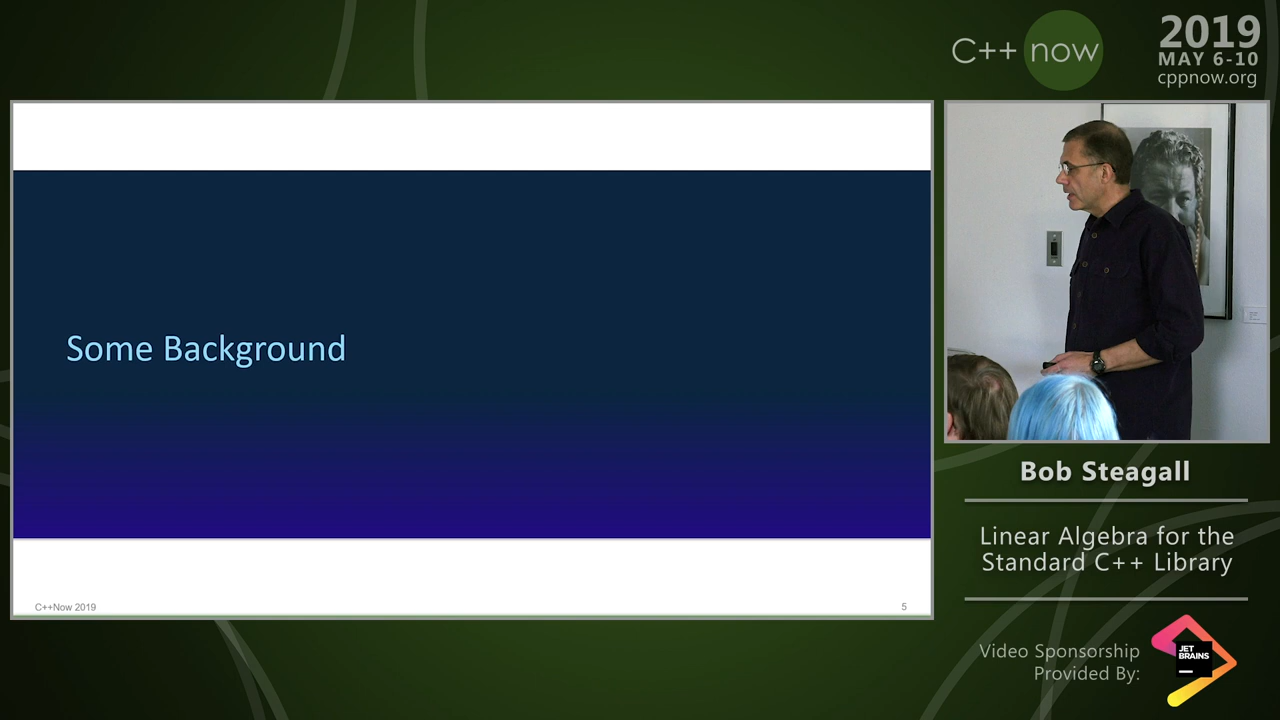 C++ now
2019
MAY 6-10
cppnow.org
Some Background
C++Now 2019
5
Bob Steagall
Linear Algebra for the
Standard C++ Library
Video Sponsorship
Provided By:
JET
BRAINS